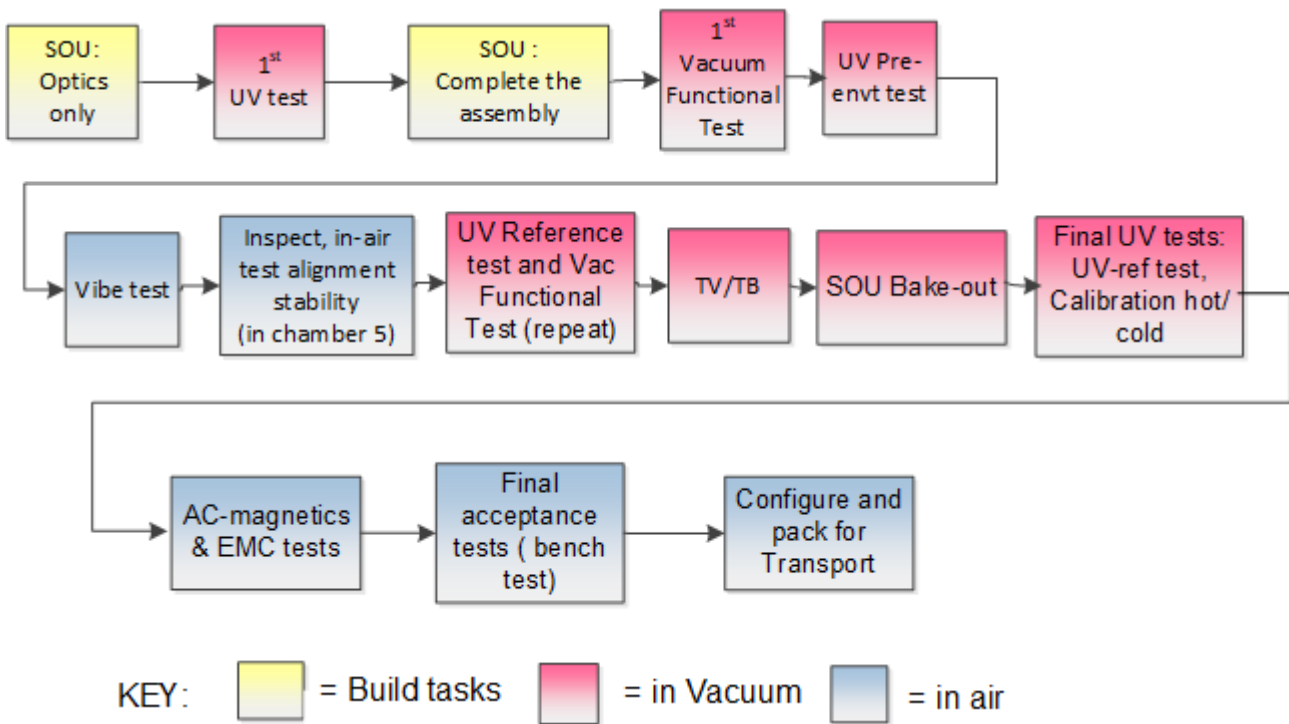 SOU:
Optics
only
1st
UV test
SOU :
Complete the
assembly
1st
Vacuum
Functional
Test
UV Pre-
envt test
Vibe test
Inspect, in-air
test alignment
stability
(in chamber 5)
UV Reference
test and Vac
Functional
Test (repeat)
TV/TB
SOU Bake-out
Final UV tests:
UV-ref test,
Calibration hot/
cold
AC-magnetics
& EMC tests
Final
acceptance
tests ( bench
test)
Configure and
pack for
Transport
KEY:
= Build tasks
= in Vacuum
= in air